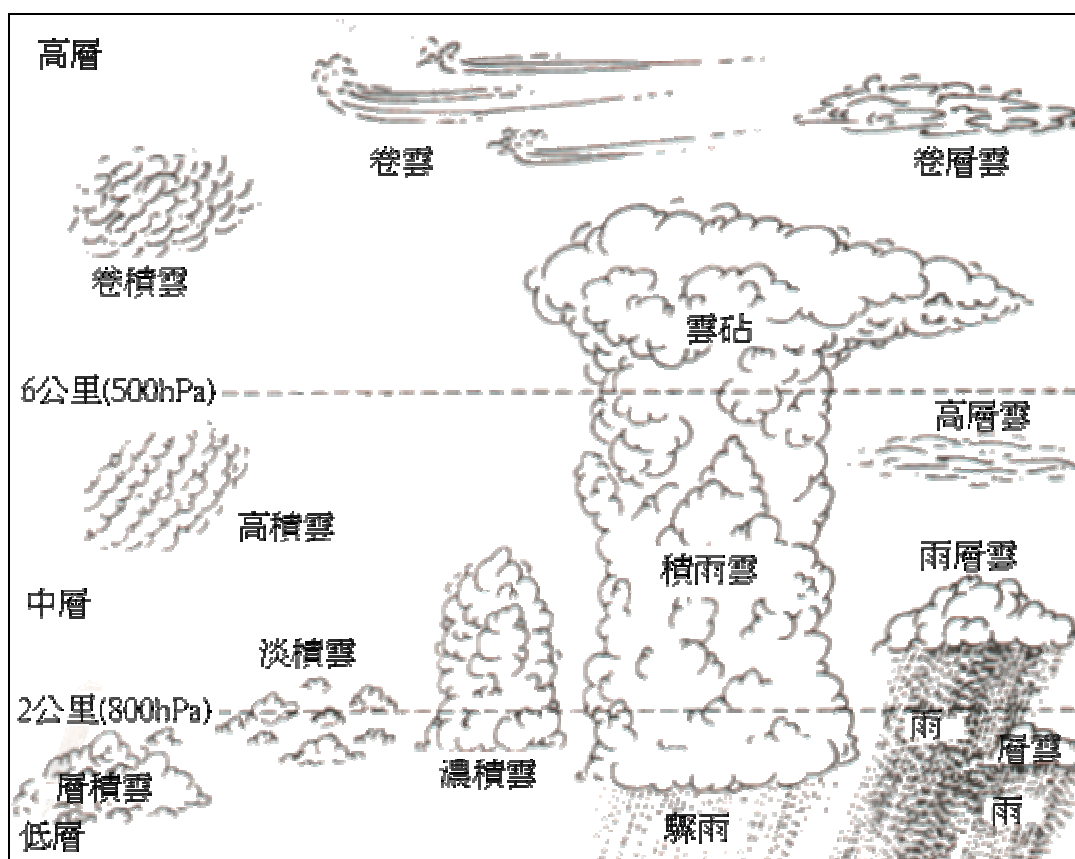 高層
卷雲
卷層雲
卷積雲
雲砧
6公里(500hPa)
高層雲
高積雲
雨層雲
積雨雲
中層
淡積雲
2公里(800hPa)
雨
層雲
濃積雲
層積雲
雨
驟雨
低層